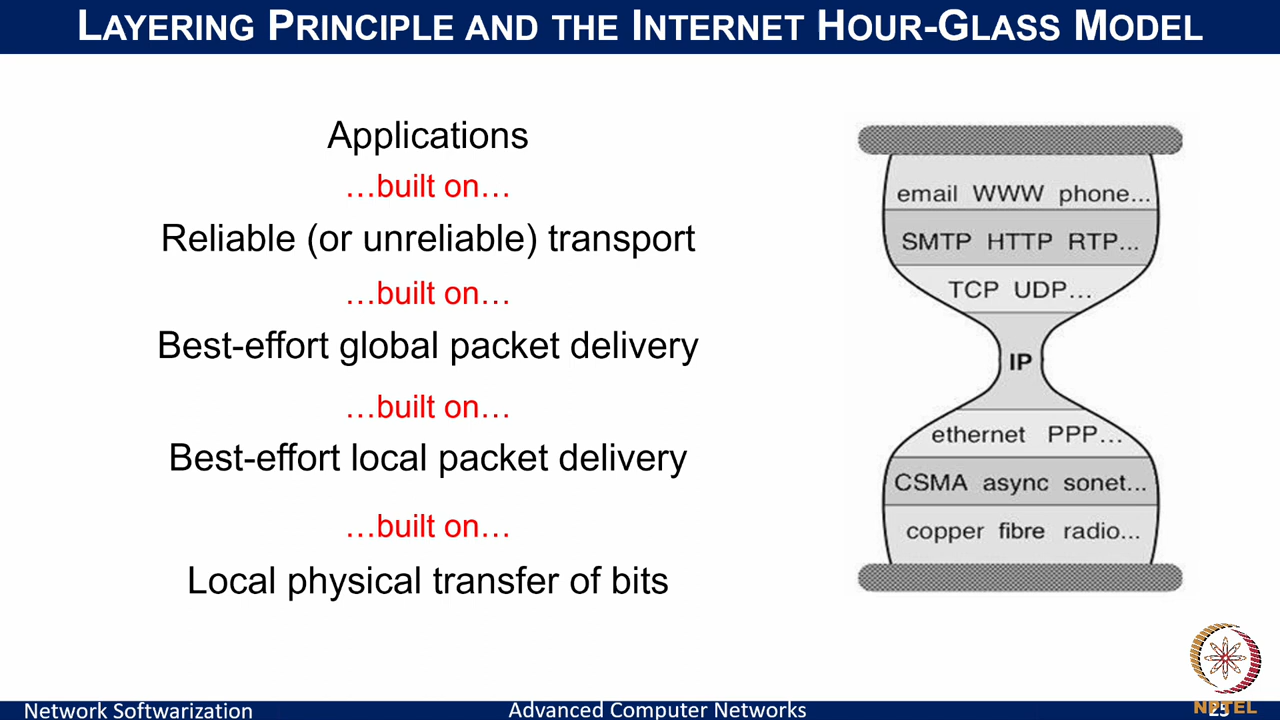 LAYERING PRINCIPLE AND THE INTERNET HOUR-GLASS MODEL
Applications
...built on...
Reliable (or unreliable) transport
...built on...
Best-effort global packet delivery
...built on...
Best-effort local packet delivery
...built on...
Local physical transfer of bits
email WWW phone...
SMTP HTTP RTP...
TCP UDP...
IP
ethernet PPP...
CSMA async sonet...
copper fibre radio...
Network Softwarization
Advanced Computer Networks
NPTEL